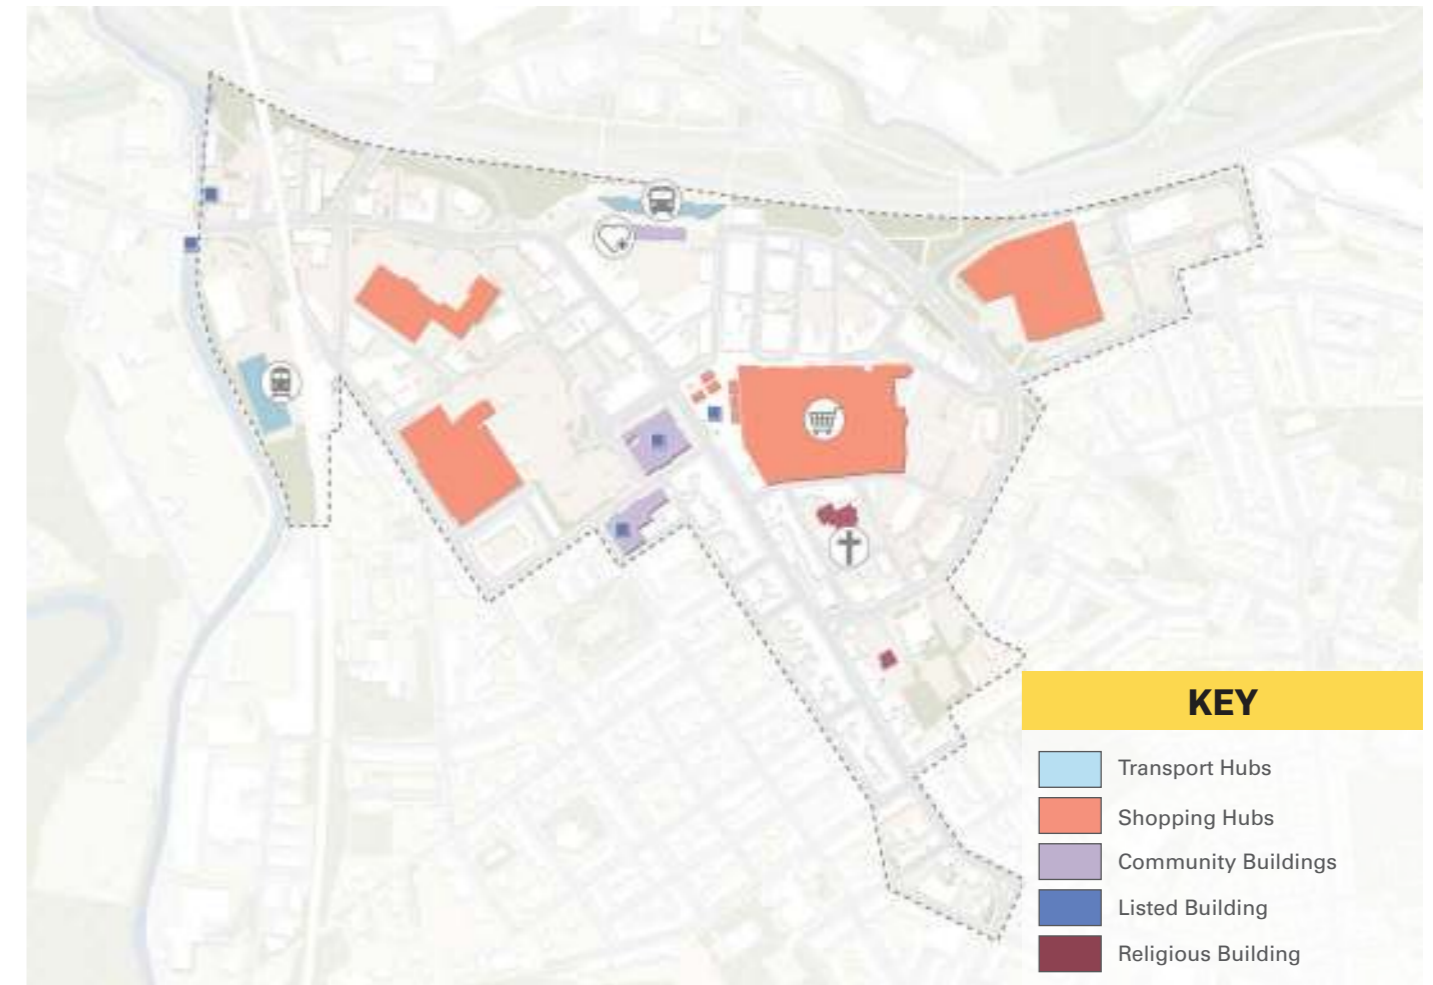 KEY
Transport Hubs
Shopping Hubs
Community Buildings
Listed Building
Religious Building